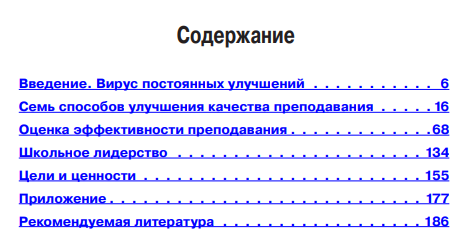 Содержание
Введение. Вирус постоянных улучшений . . . . . . . . . . . 6
Семь способов улучшения качества преподавания . . . . . 16
Оценка эффективности преподавания . . . . . . . . . . . . . 68
Школьное лидерство . . . . . . . . . . . . . . . . . . . . . . . . 134
Цели и ценности . . . . . . . . . . . . . . . . . . . . . . . . . . . 155
Приложение . . . . . . . . . . . . . . . . . . . . . . . . . . . . . . 177
Рекомендуемая литература . . . . . . . . . . . . . . . . . . . 186